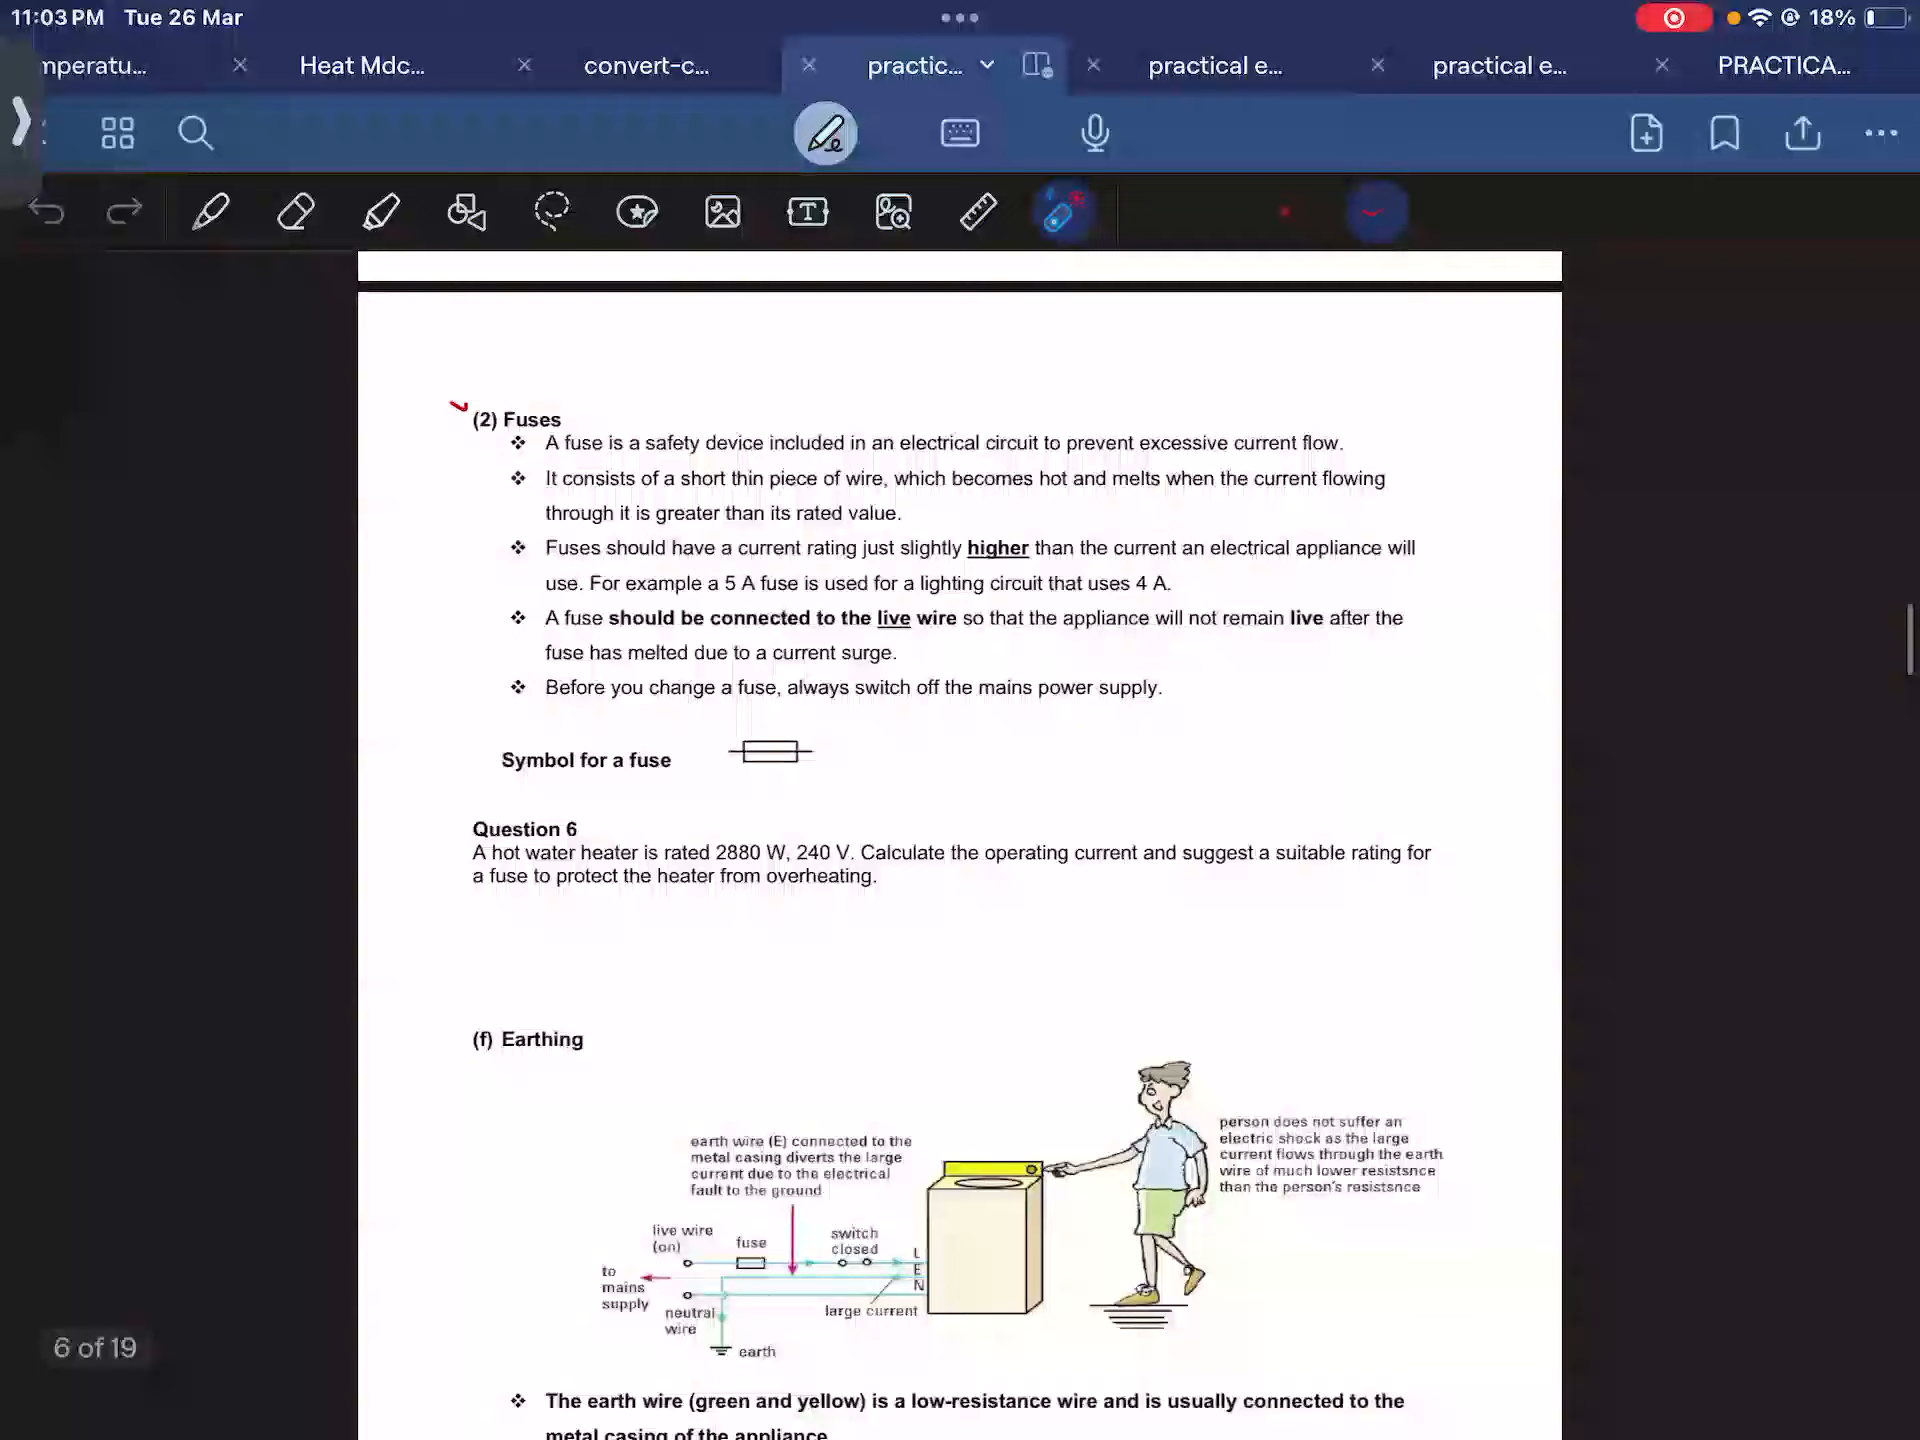 11:03 PM Tue 26 Mar
18%
mperatu...
Heat Mdc...
convert-c...
practic...
practical e...
practical e...
PRACTICA...
(2) Fuses
❖ A fuse is a safety device included in an electrical circuit to prevent excessive current flow.
❖ It consists of a short thin piece of wire, which becomes hot and melts when the current flowing
through it is greater than its rated value.
❖ Fuses should have a current rating just slightly higher than the current an electrical appliance will
use. For example a 5 A fuse is used for a lighting circuit that uses 4 A.
❖ A fuse should be connected to the live wire so that the appliance will not remain live after the
fuse has melted due to a current surge.
❖ Before you change a fuse, always switch off the mains power supply.
Symbol for a fuse
Question 6
A hot water heater is rated 2880 W, 240 V. Calculate the operating current and suggest a suitable rating for
a fuse to protect the heater from overheating.
(f) Earthing
earth wire (E) connected to the
metal casing diverts the large
current due to the electrical
fault to the ground
person does not suffer an
electric shock as the large
current flows through the earth
wire of much lower resistsnce
than the person's resistsnce
live wire
(on)
fuse
switch
closed
L
E
N
to
mains
supply
neutral
wire
large current
earth
6 of 19
❖ The earth wire (green and yellow) is a low-resistance wire and is usually connected to the
metal casing of the appliance